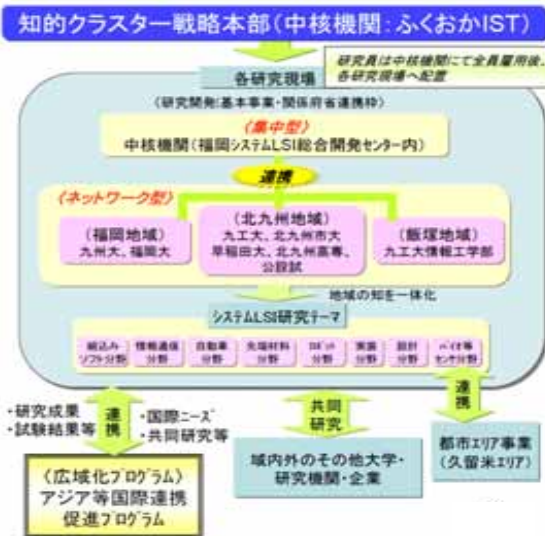 知的クラスター戦略本部(中核機関:ふくおかIST)
研究員は中核機関にて全員雇用後、
各研究現場へ配置
各研究現場
(研究開発:基本事業・関係府省連携枠)
〈集中型〉
中核機関(福岡システムLSI総合開発センター内)
連携
〈ネットワーク型〉
(福岡地域)
九州大、福岡大
(北九州地域)
九工大、北九州市大
早稲田大、北九州高専、
公設試
(飯塚地域)
九工大情報工学部
地域の知を一体化
システムLSI研究テーマ
組込み
ソフト分野
情報通信
分野
自動車
分野
先端材料
分野
ロボット
分野
実装
分野
設計
分野
バイオ等
センサ分野
・研究成果
・試験結果等
連携
・国際ニーズ
・共同研究等
共同
研究
連携
〈広域化プログラム〉
アジア等国際連携
促進プログラム
域内外のその他大学・
研究機関・企業
都市エリア事業
(久留米エリア)